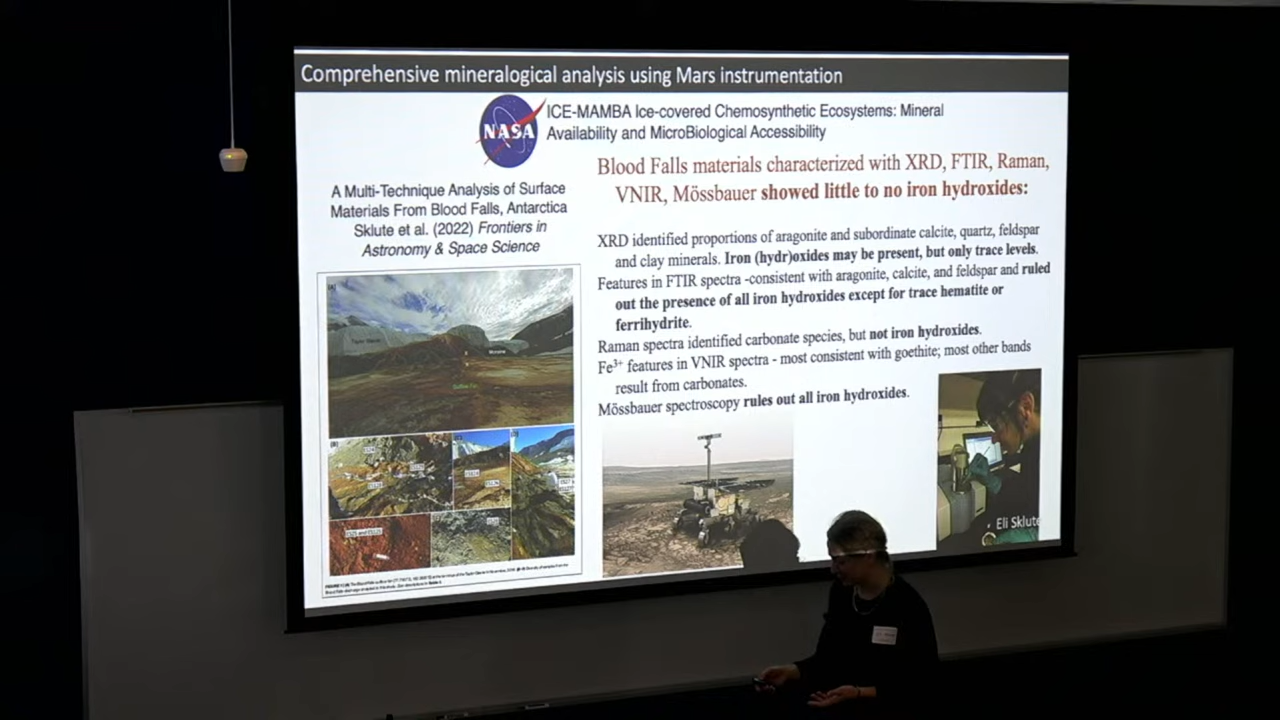 Comprehensive mineralogical analysis using Mars instrumentation
NASA
ICE-MAMBA Ice-covered Chemosynthetic Ecosystems: Mineral
Availability and MicroBiological Accessibility
Blood Falls materials characterized with XRD, FTIR, Raman,
VNIR, Mössbauer showed little to no iron hydroxides:
A Multi-Technique Analysis of Surface
Materials From Blood Falls, Antarctica
Sklute et al. (2022) Frontiers in
Astronomy & Space Science
XRD identified proportions of aragonite and subordinate calcite, quartz, feldspar
and clay minerals. Iron (hydr)oxides may be present, but only trace levels.
Features in FTIR spectra -consistent with aragonite, calcite, and feldspar and ruled
out the presence of all iron hydroxides except for trace hematite or
ferrihydrite.
Raman spectra identified carbonate species, but not iron hydroxides.
Fe³⁺ features in VNIR spectra - most consistent with goethite; most other bands
result from carbonates.
Mössbauer spectroscopy rules out all iron hydroxides.
Taylor Glacier
Eli Sklute